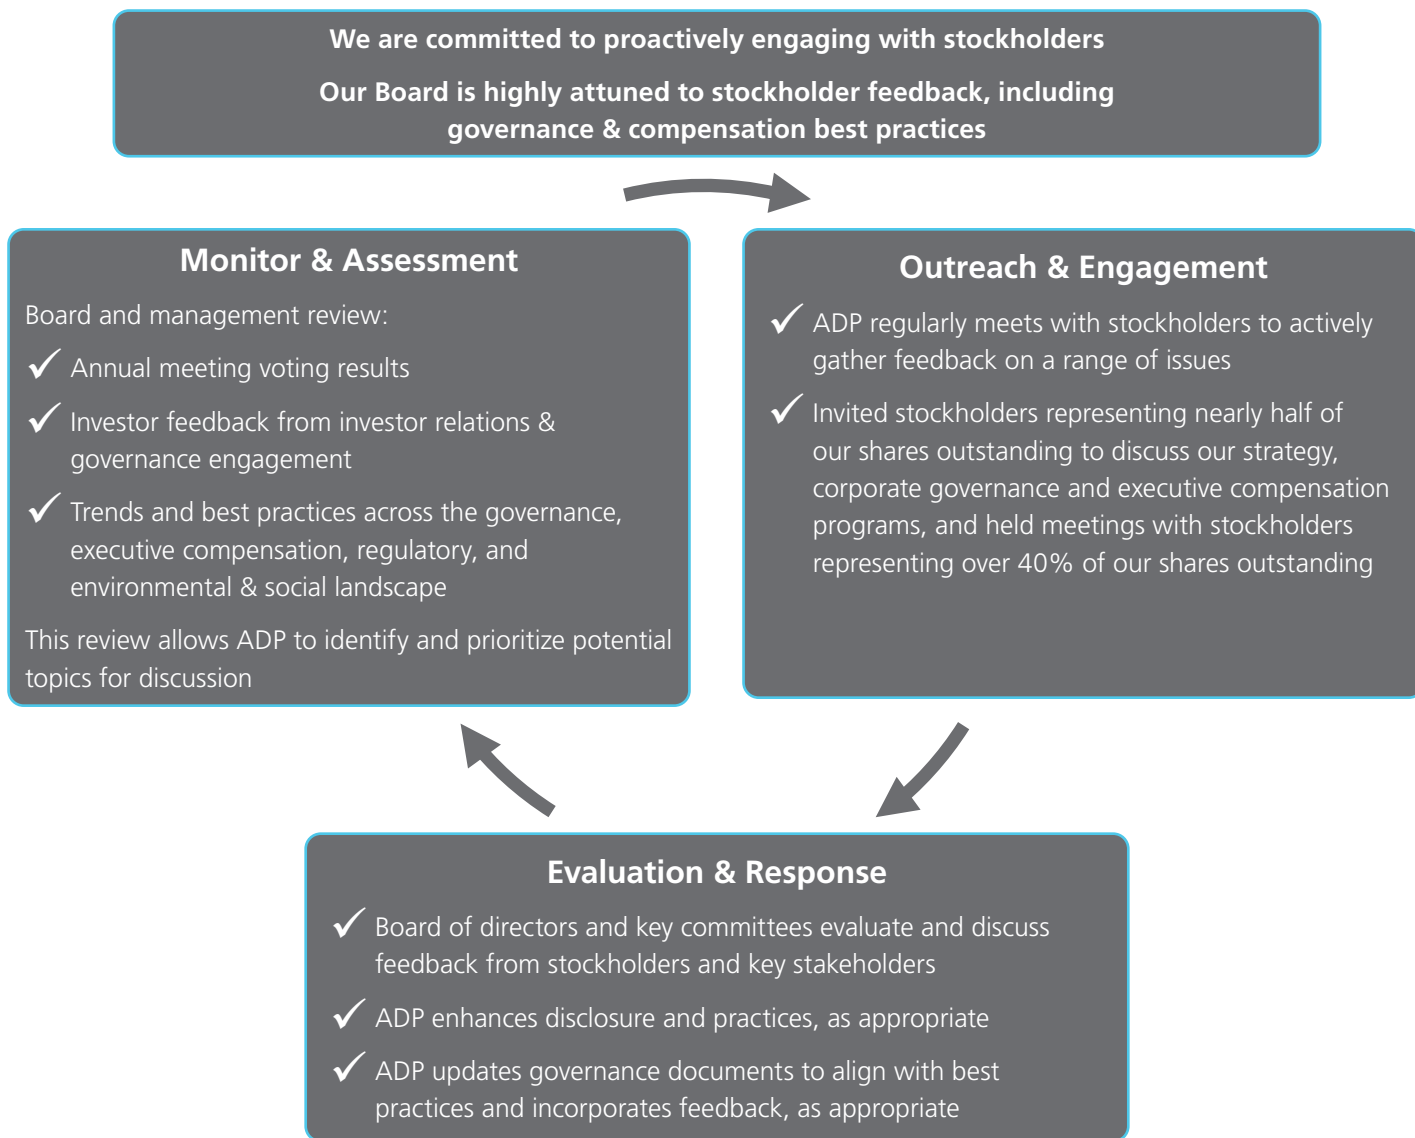 We are committed to proactively engaging with stockholders
Our Board is highly attuned to stockholder feedback, including
governance & compensation best practices
Monitor & Assessment
Board and management review:
✓ Annual meeting voting results
✓ Investor feedback from investor relations &
governance engagement
✓ Trends and best practices across the governance,
executive compensation, regulatory, and
environmental & social landscape
This review allows ADP to identify and prioritize potential
topics for discussion
Outreach & Engagement
✓ ADP regularly meets with stockholders to actively
gather feedback on a range of issues
✓ Invited stockholders representing nearly half of
our shares outstanding to discuss our strategy,
corporate governance and executive compensation
programs, and held meetings with stockholders
representing over 40% of our shares outstanding
Evaluation & Response
✓ Board of directors and key committees evaluate and discuss
feedback from stockholders and key stakeholders
✓ ADP enhances disclosure and practices, as appropriate
✓ ADP updates governance documents to align with best
practices and incorporates feedback, as appropriate